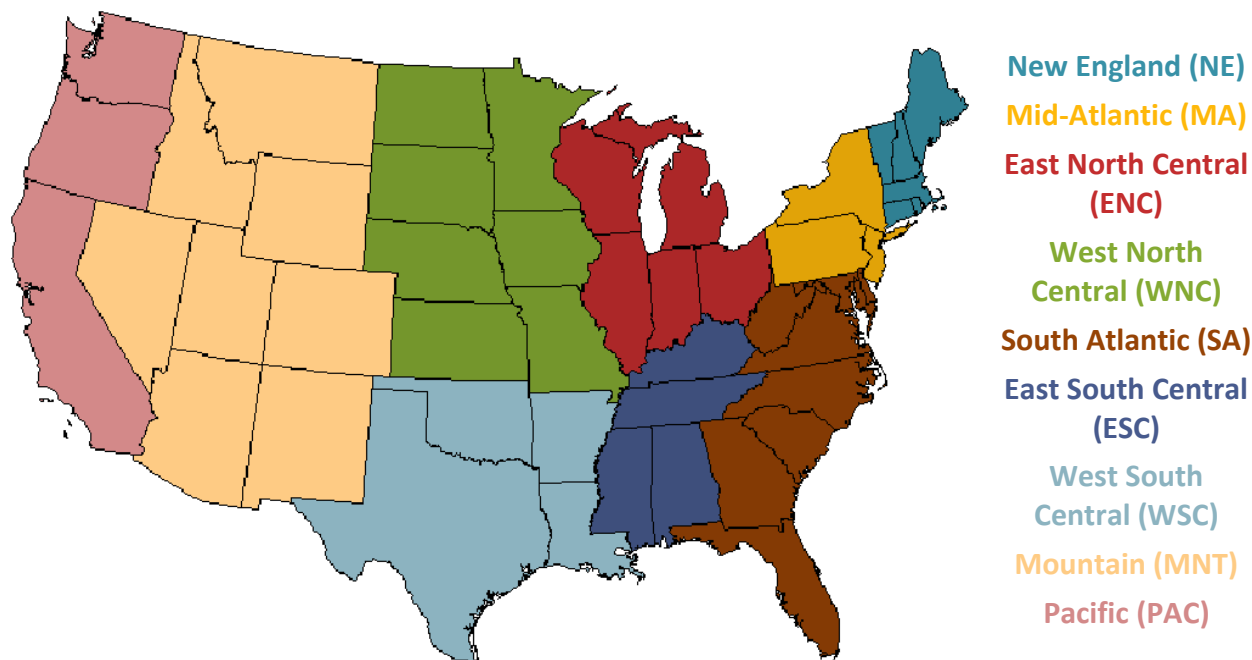 New England (NE)
Mid-Atlantic (MA)
East North Central
(ENC)
West North
Central (WNC)
South Atlantic (SA)
East South Central
(ESC)
West South
Central (WSC)
Mountain (MNT)
Pacific (PAC)